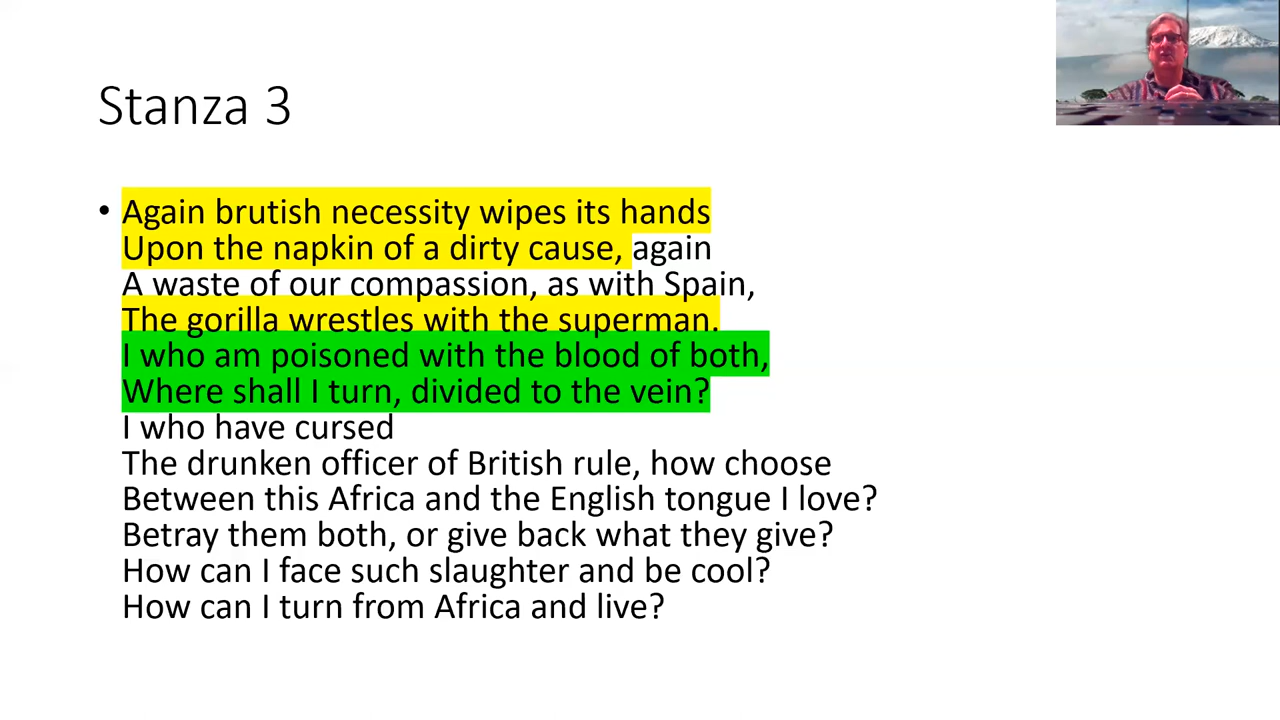 Stanza 3
• Again brutish necessity wipes its hands
Upon the napkin of a dirty cause, again
A waste of our compassion, as with Spain,
The gorilla wrestles with the superman.
I who am poisoned with the blood of both,
Where shall I turn, divided to the vein?
I who have cursed
The drunken officer of British rule, how choose
Between this Africa and the English tongue I love?
Betray them both, or give back what they give?
How can I face such slaughter and be cool?
How can I turn from Africa and live?